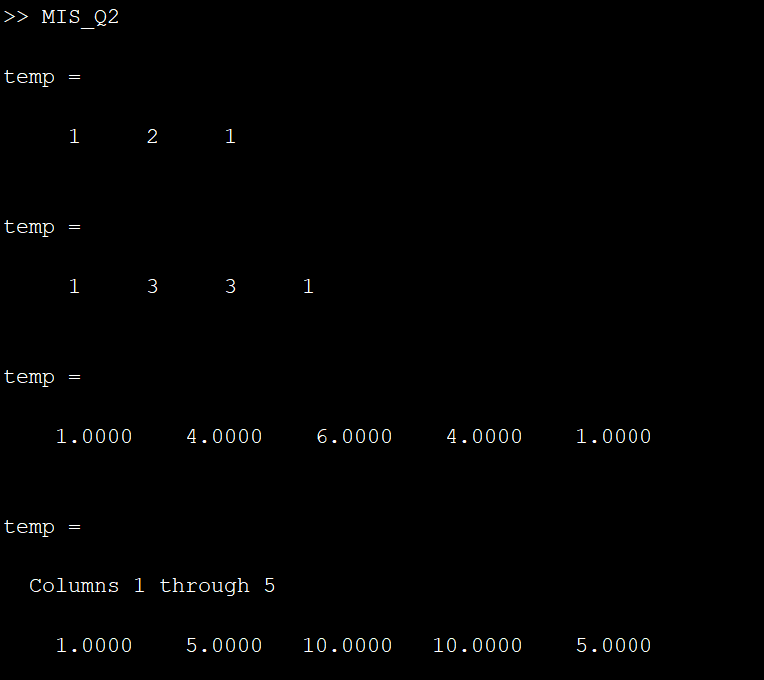 >> MIS_Q2
temp =
1 2 1
temp =
1 3 3 1
temp =
1.0000 4.0000 6.0000 4.0000 1.0000
temp =
Columns 1 through 5
1.0000 5.0000 10.0000 10.0000 5.0000